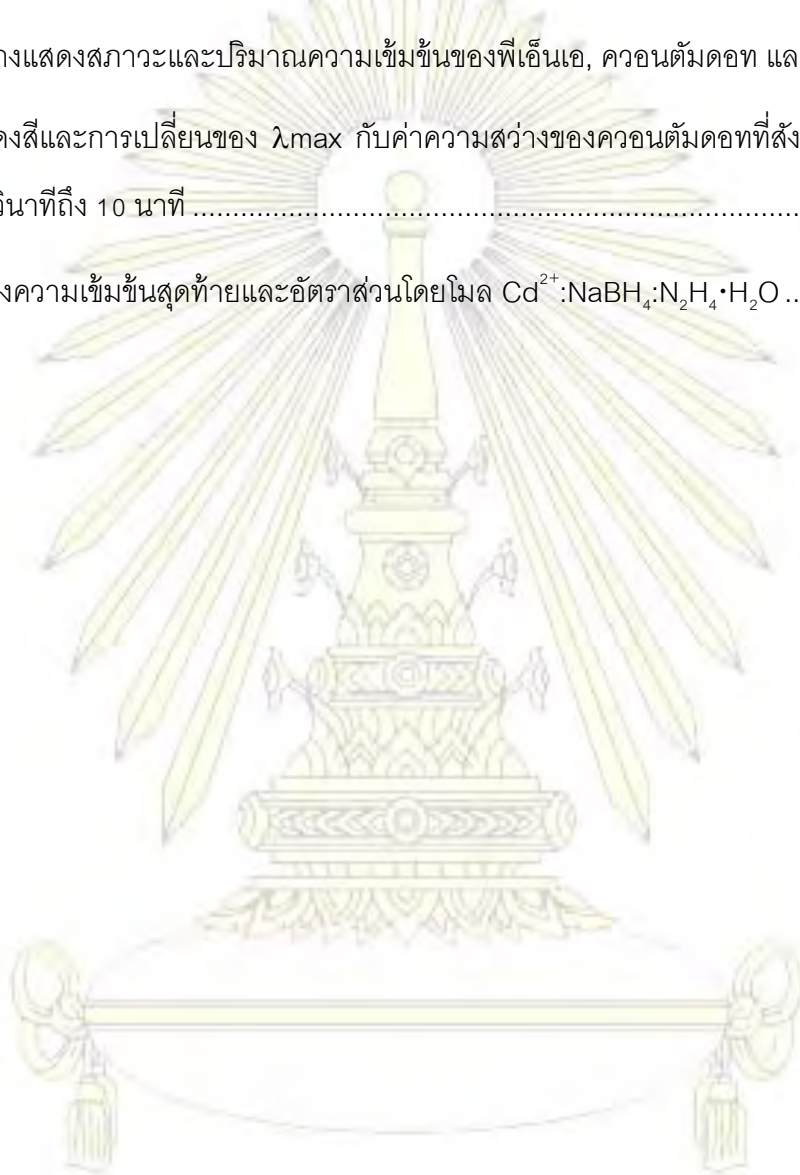 างแสดงสภาวะและปริมาณความเข้มข้นของพีเอ็นเอ, ควอนตัมดอท แล
ดงสีและการเปลี่ยนของ λmax กับค่าความสว่างของควอนตัมดอทที่สัง
วินาทีถึง 10 นาที ..............................................................................
งความเข้มข้นสุดท้ายและอัตราส่วนโดยโมล Cd²⁺:NaBH₄:N₂H₄·H₂O ..